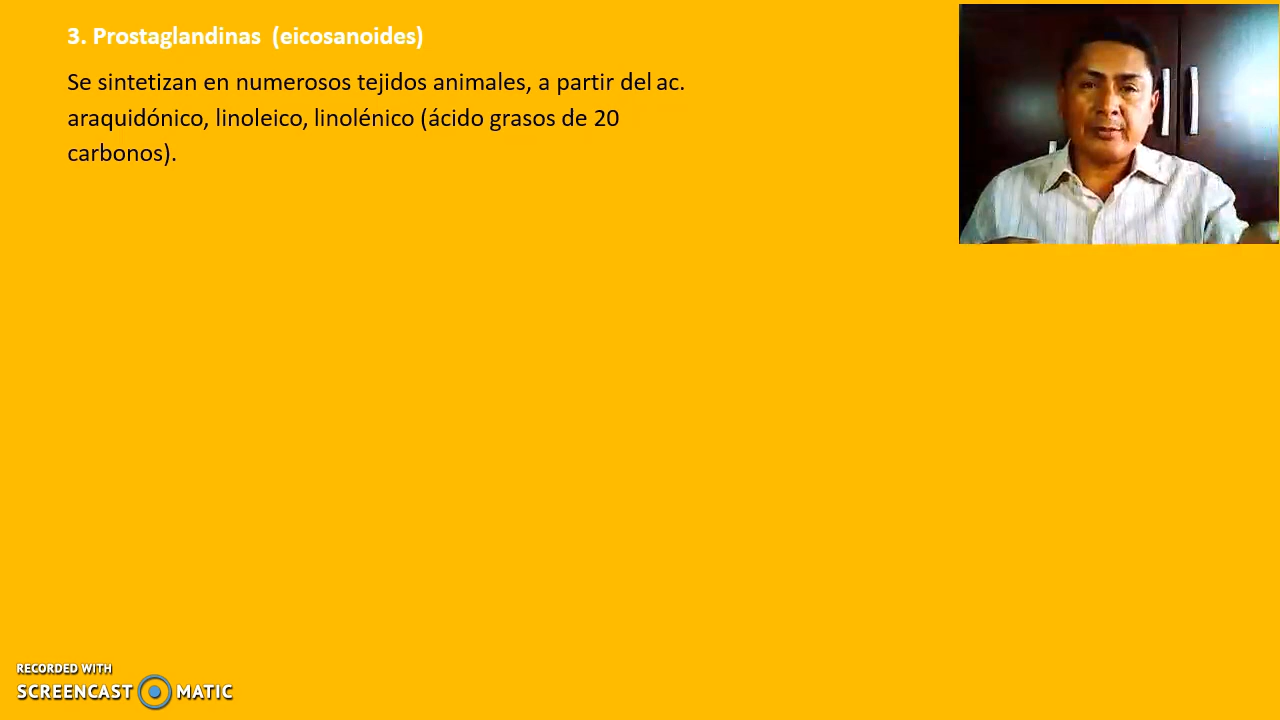 3. Prostaglandinas (eicosanoides)
Se sintetizan en numerosos tejidos animales, a partir del ac.
araquidónico, linoleico, linolénico (ácido grasos de 20
carbonos).
RECORDED WITH
SCREENCAST MATIC